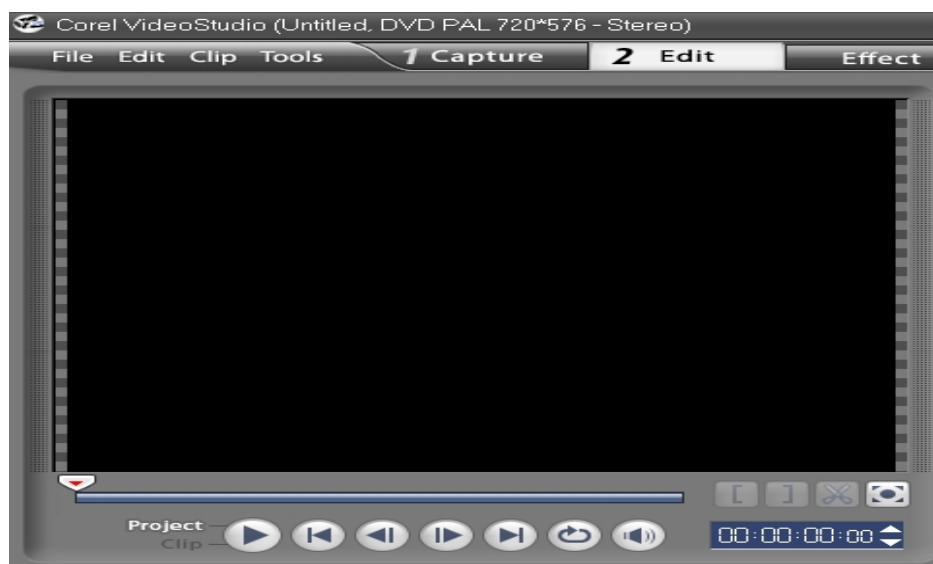 Corel VideoStudio (Untitled, DVD PAL 720*576 - Stereo)
File Edit Clip Tools 1 Capture 2 Edit Effect
[ ]
Project
Clip
00:00:00:00